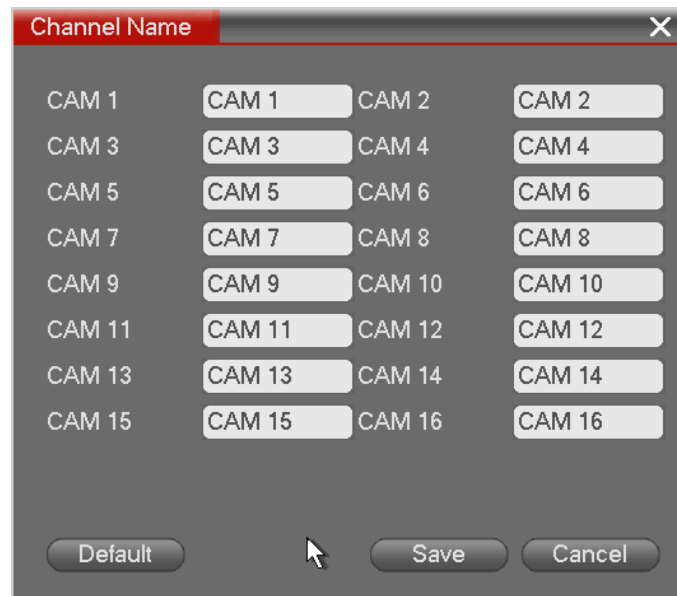 Channel Name
CAM 1 CAM 1 CAM 2 CAM 2
CAM 3 CAM 3 CAM 4 CAM 4
CAM 5 CAM 5 CAM 6 CAM 6
CAM 7 CAM 7 CAM 8 CAM 8
CAM 9 CAM 9 CAM 10 CAM 10
CAM 11 CAM 11 CAM 12 CAM 12
CAM 13 CAM 13 CAM 14 CAM 14
CAM 15 CAM 15 CAM 16 CAM 16
Default Save Cancel